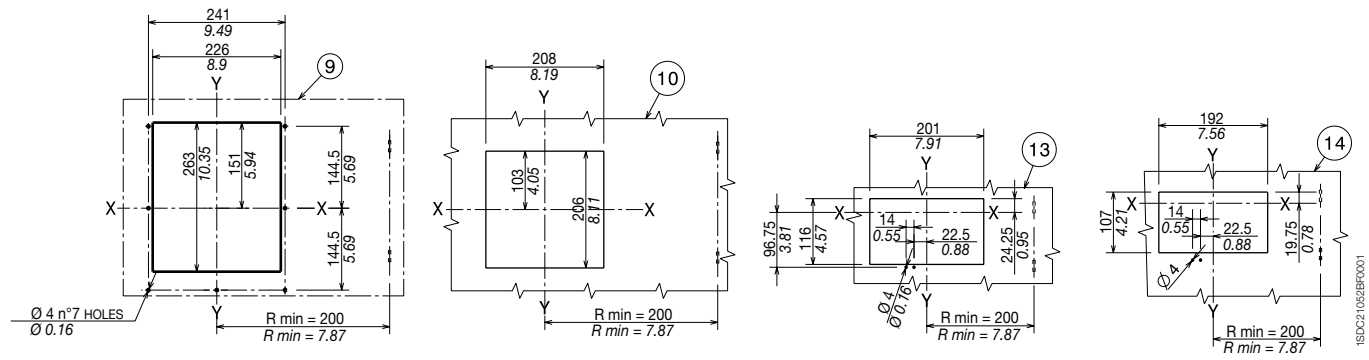 241
9.49
226
8.9
Y
9
263
10.35
151
5.94
144.5
5.69
X
X
144.5
5.69
Ø 4 n°7 HOLES
Ø 0.16
Y
R min = 200
R min = 7.87
208
8.19
10
Y
103
4.05
206
8.11
X
X
Y
R min = 200
R min = 7.87
201
7.91
13
Y
96.75
3.81
116
4.57
X
X
14
0.55
22.5
0.88
24.25
0.95
Ø 4
Ø 0.16
Y
R min = 200
R min = 7.87
192
7.56
14
Y
107
4.21
X
X
14
0.55
22.5
0.88
19.75
0.78
Ø 4
Y
R min = 200
R min = 7.87
1SDC21052BF0001